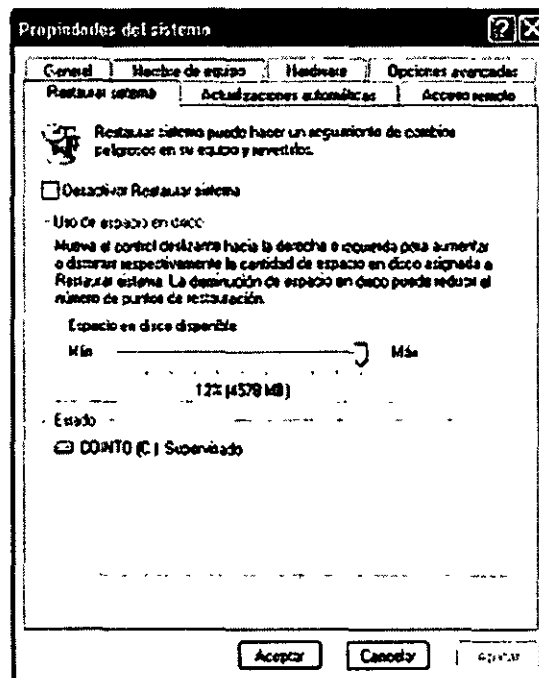 Propiedades del sistema
General
Nombre de equipo
Hardware
Opciones avanzadas
Restaurar sistema
Actualizaciones automáticas
Acceso remoto
Restaurar sistema puede hacer un seguimiento de cambios
peligrosos en su equipo y revertirlos.
Desactivar Restaurar sistema
Uso de espacio en disco
Mueva el control deslizante hacia la derecha o izquierda para aumentar
o disminuir respectivamente la cantidad de espacio en disco asignada a
Restaurar sistema. La disminución de espacio en disco puede reducir el
número de puntos de restauración.
Espacio en disco disponible
Mín
Máx
12% (4578 MB)
Estado
(C:) Supervisado
Aceptar
Cancelar
Aplicar